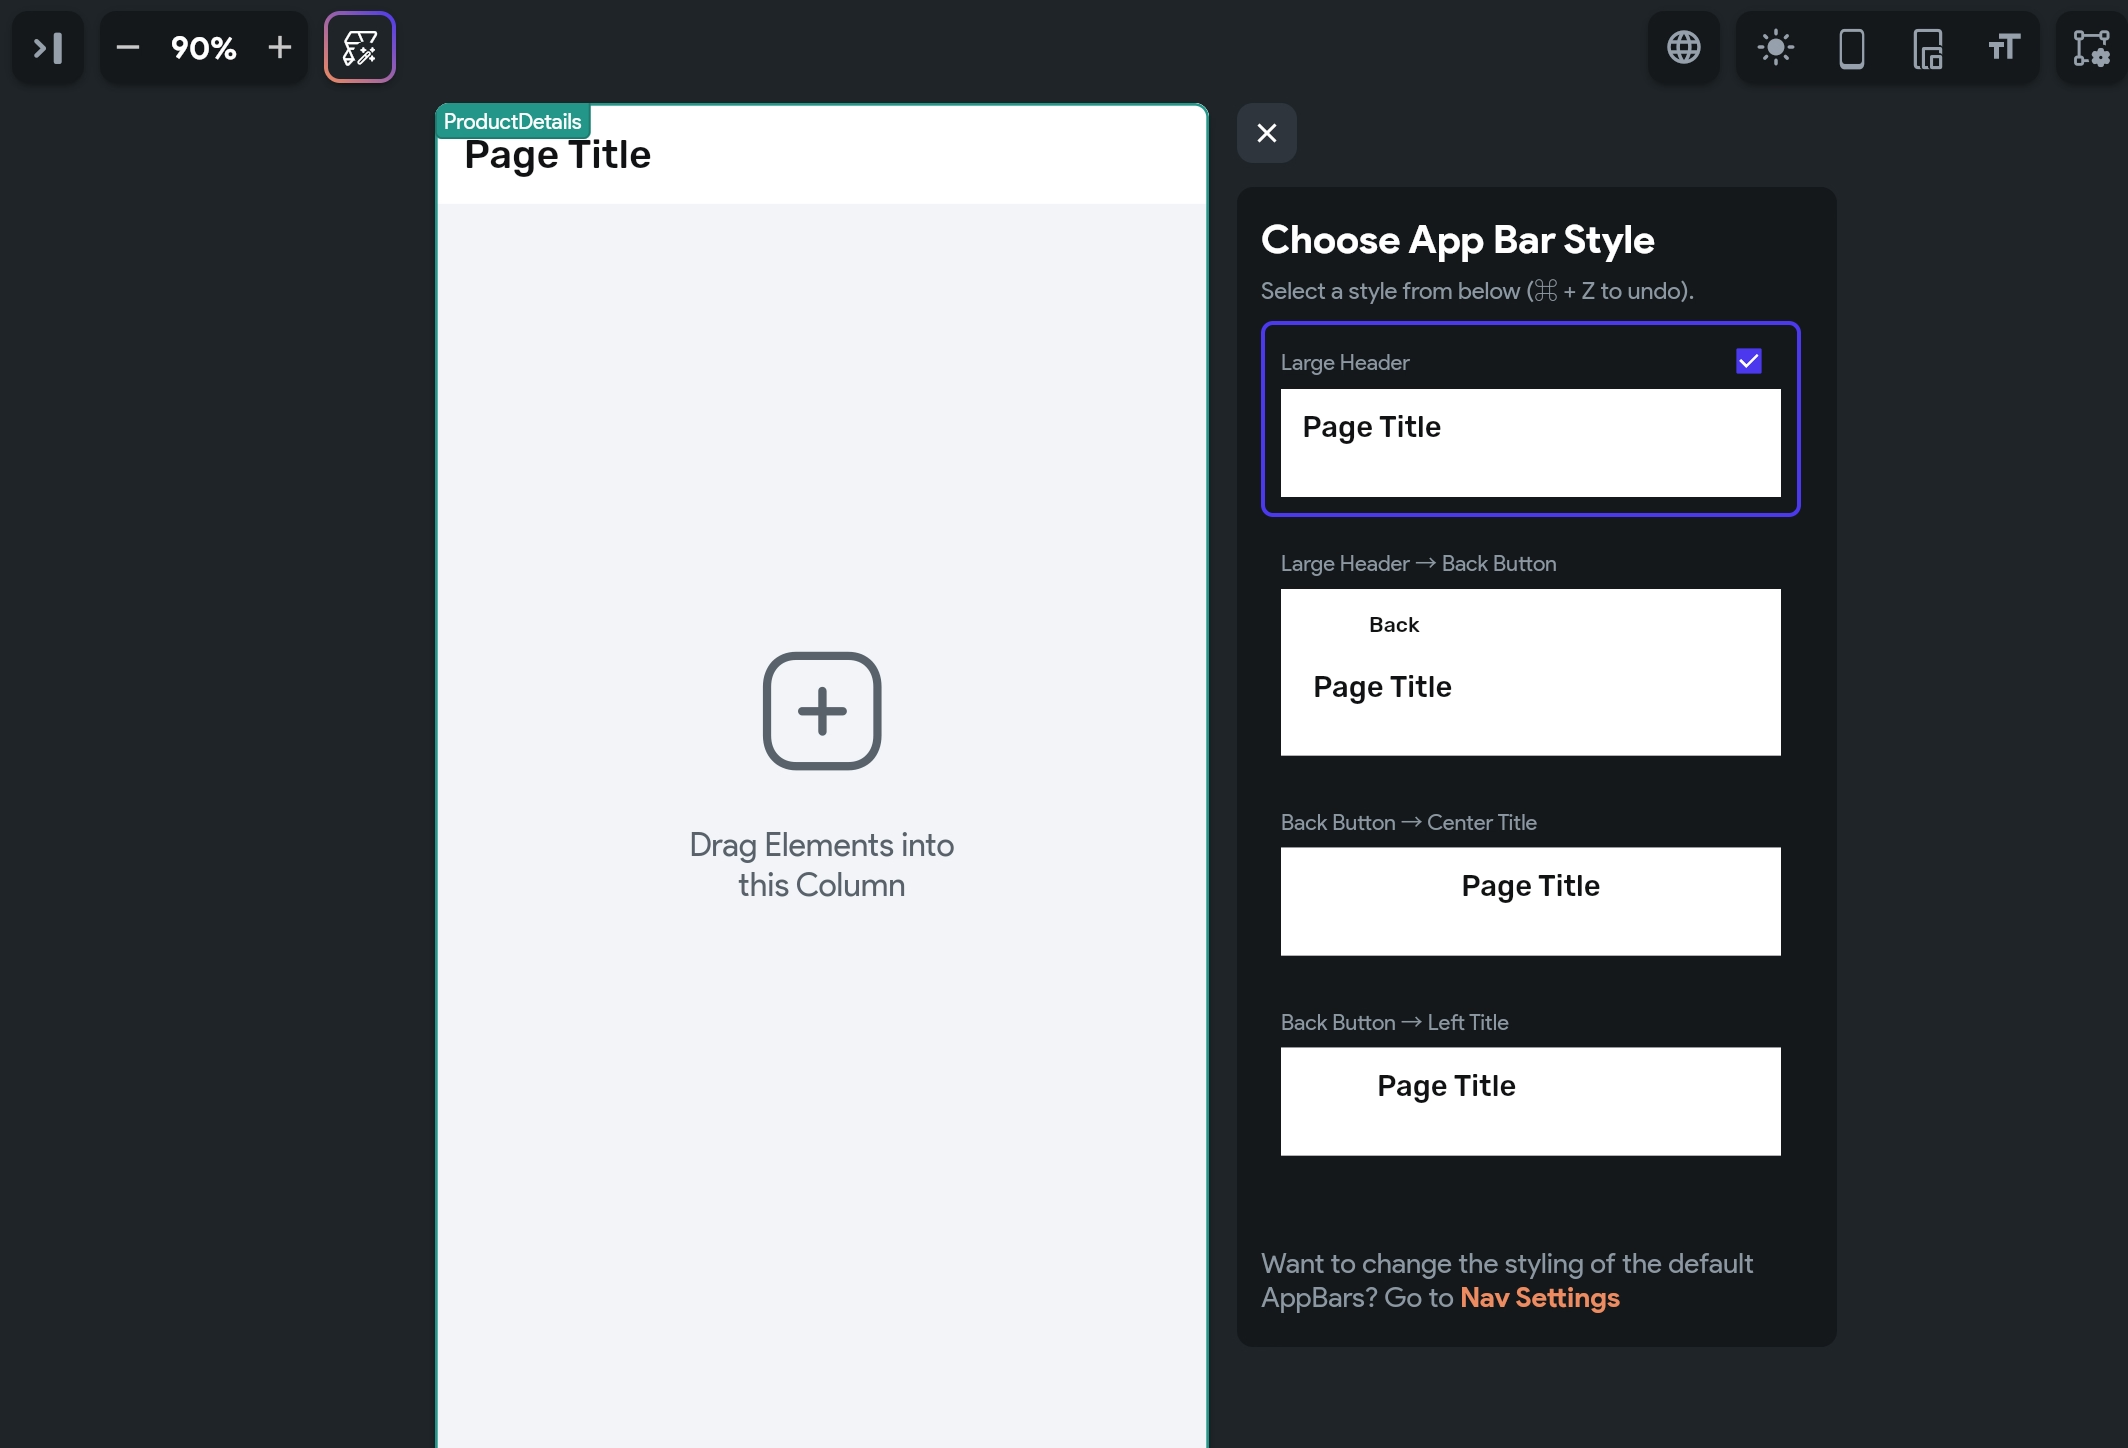 90%
ProductDetails
Page Title
Drag Elements into
this Column
Choose App Bar Style
Select a style from below (⌘ + Z to undo).
Large Header
Page Title
Large Header → Back Button
Back
Page Title
Back Button → Center Title
Page Title
Back Button → Left Title
Page Title
Want to change the styling of the default
AppBars? Go to Nav Settings